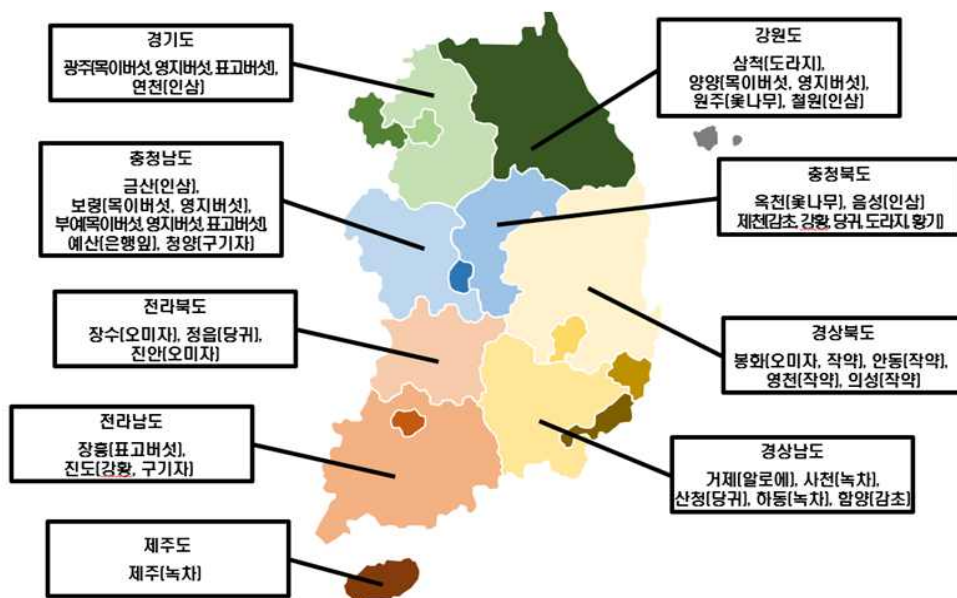 경기도
광주(목이버섯, 영지버섯, 표고버섯),
연천(인삼)
강원도
삼척(도라지),
양양(목이버섯, 영지버섯),
원주(옻나무), 철원(인삼)
충청남도
금산(인삼),
보령(목이버섯, 영지버섯),
부여(목이버섯, 영지버섯, 표고버섯),
예산(은행잎), 청양(구기자)
충청북도
옥천(옻나무), 음성(인삼)
제천(감초, 강황, 당귀, 도라지, 황기)
전라북도
장수(오미자), 정읍(당귀),
진안(오미자)
경상북도
봉화(오미자, 작약), 안동(작약),
영천(작약), 의성(작약)
전라남도
장흥(표고버섯),
진도(강황, 구기자)
경상남도
거제(알로에), 사천(녹차),
산청(당귀), 하동(녹차), 함양(감초)
제주도
제주(녹차)